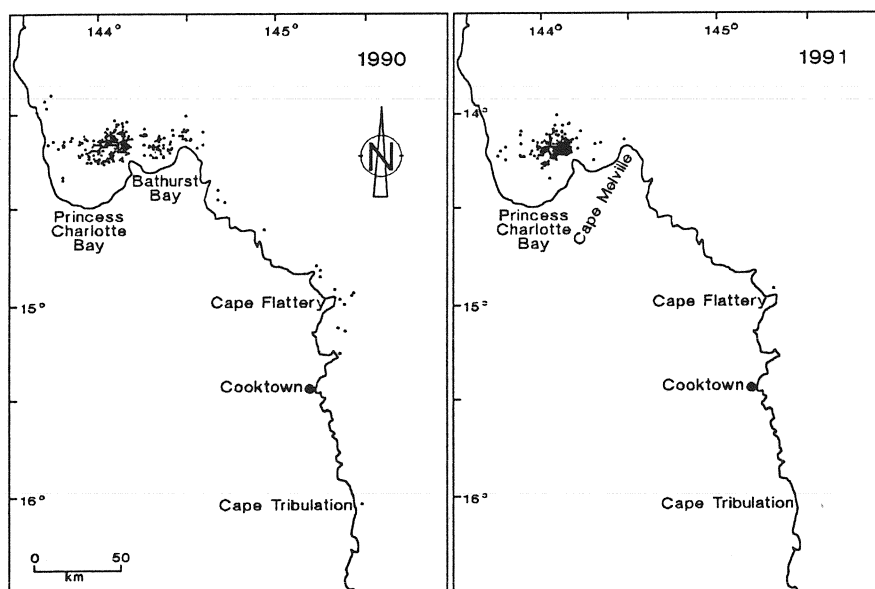 144°
145°
1990
N
Bathurst
Bay
Princess
Charlotte
Bay
15°
Cape Flattery
Cooktown
16°
Cape Tribulation
0 50
km
144°
145°
1991
14°
Cape Melville
Princess
Charlotte
Bay
15°
Cape Flattery
Cooktown
16°
Cape Tribulation